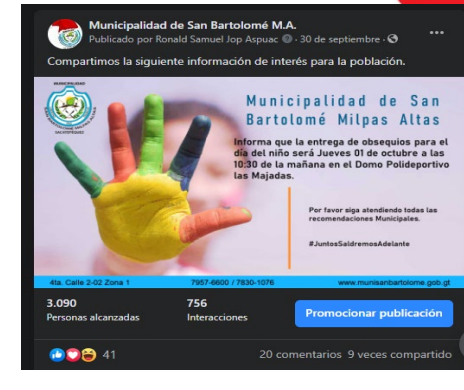 Municipalidad de San Bartolomé M.A.
Publicado por Ronald Samuel Jop Aspuac · 30 de septiembre ·
Compartimos la siguiente información de interés para la población.
MUNICIPALIDAD
Municipalidad de San
Bartolomé Milpas Altas
Informa que la entrega de obsequios para el
día del niño será Jueves 01 de octubre a las
10:30 de la mañana en el Domo Polideportivo
las Majadas.
Por favor siga atendiendo todas las
recomendaciones Municipales.
#JuntosSaldremosAdelante
4ta. Calle 2-02 Zona 1
7957-6600 / 7830-1076
www.munisanbartolome.gob.gt
3.090
Personas alcanzadas
756
Interacciones
Promocionar publicación
41
20 comentarios 9 veces compartido